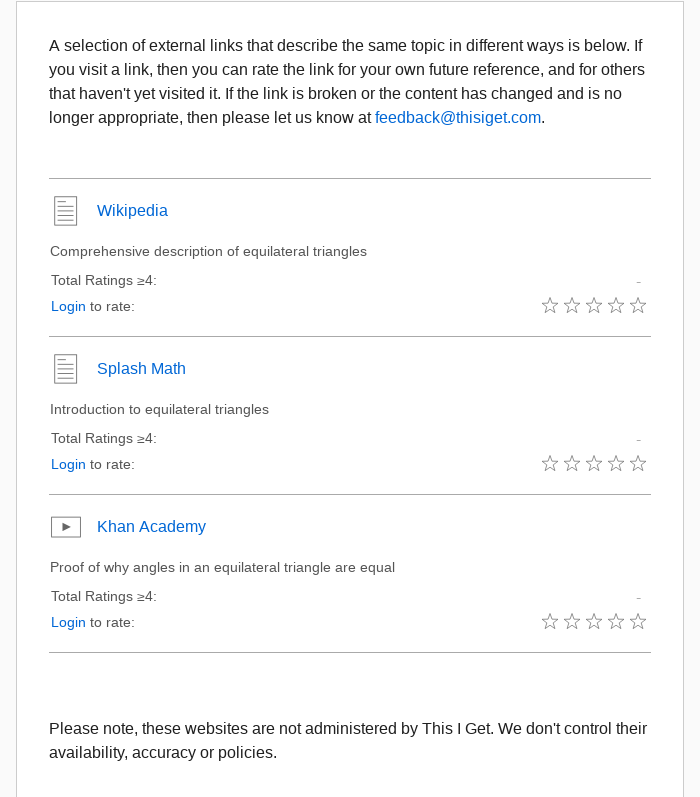 A selection of external links that describe the same topic in different ways is below. If
you visit a link, then you can rate the link for your own future reference, and for others
that haven't yet visited it. If the link is broken or the content has changed and is no
longer appropriate, then please let us know at feedback@thisiget.com.
Wikipedia
Comprehensive description of equilateral triangles
Total Ratings ≥4: -
Login to rate:
Splash Math
Introduction to equilateral triangles
Total Ratings ≥4: -
Login to rate:
Khan Academy
Proof of why angles in an equilateral triangle are equal
Total Ratings ≥4: -
Login to rate:
Please note, these websites are not administered by This I Get. We don't control their
availability, accuracy or policies.